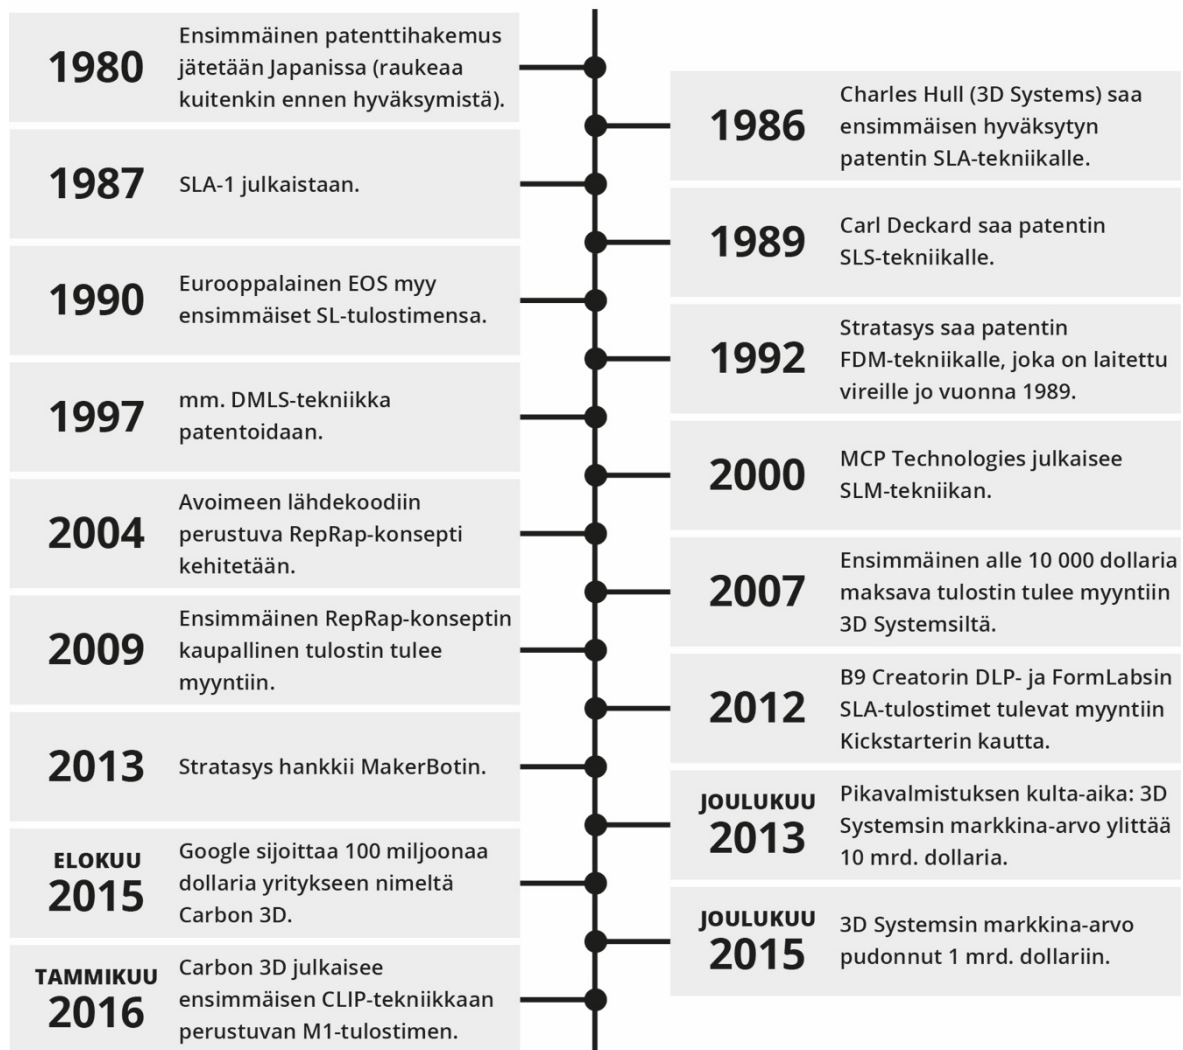 1980
Ensimmäinen patenttihakemus
jätetään Japanissa (raukeaa
kuitenkin ennen hyväksymistä).
1986
Charles Hull (3D Systems) saa
ensimmäisen hyväksytyn
patentin SLA-tekniikalle.
1987
SLA-1 julkaistaan.
1989
Carl Deckard saa patentin
SLS-tekniikalle.
1990
Eurooppalainen EOS myy
ensimmäiset SL-tulostimensa.
1992
Stratasys saa patentin
FDM-tekniikalle, joka on laitettu
vireille jo vuonna 1989.
1997
mm. DMLS-tekniikka
patentoidaan.
2000
MCP Technologies julkaisee
SLM-tekniikan.
2004
Avoimeen lähdekoodiin
perustuva RepRap-konsepti
kehitetään.
2007
Ensimmäinen alle 10 000 dollaria
maksava tulostin tulee myyntiin
3D Systemsiltä.
2009
Ensimmäinen RepRap-konseptin
kaupallinen tulostin tulee
myyntiin.
2012
B9 Creatorin DLP- ja FormLabsin
SLA-tulostimet tulevat myyntiin
Kickstarterin kautta.
2013
Stratasys hankkii MakerBotin.
JOULUKUU
2013
Pikavalmistuksen kulta-aika: 3D
Systemsin markkina-arvo ylittää
10 mrd. dollaria.
ELOKUU
2015
Google sijoittaa 100 miljoonaa
dollaria yritykseen nimeltä
Carbon 3D.
JOULUKUU
2015
3D Systemsin markkina-arvo
pudonnut 1 mrd. dollariin.
TAMMIKUU
2016
Carbon 3D julkaisee
ensimmäisen CLIP-tekniikkaan
perustuvan M1-tulostimen.